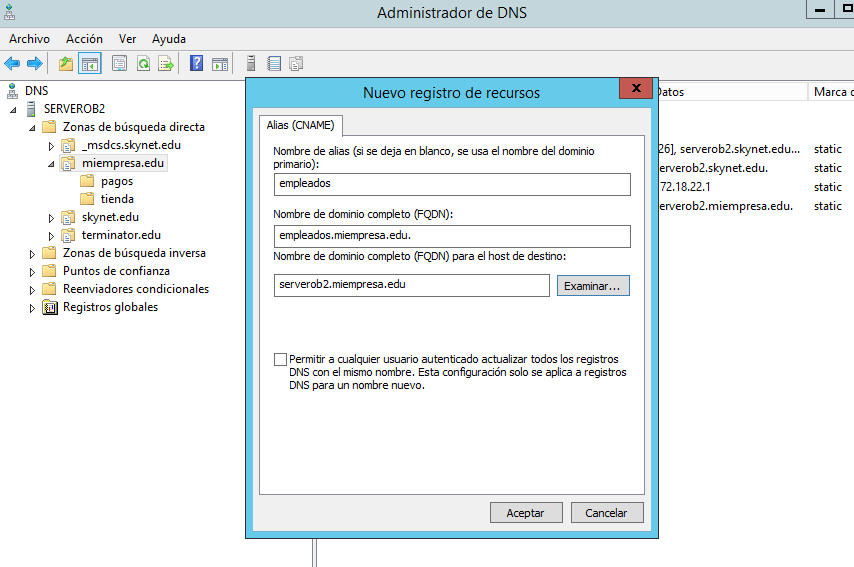 Administrador de DNS
Archivo Acción Ver Ayuda
DNS
SERVEROB2
Zonas de búsqueda directa
_msdcs.skynet.edu
miempresa.edu
pagos
tienda
skynet.edu
terminator.edu
Zonas de búsqueda inversa
Puntos de confianza
Reenviadores condicionales
Registros globales
Nuevo registro de recursos
Alias (CNAME)
Nombre de alias (si se deja en blanco, se usa el nombre del dominio
primario):
empleados
Nombre de dominio completo (FQDN):
empleados.miempresa.edu.
Nombre de dominio completo (FQDN) para el host de destino:
serverob2.miempresa.edu
Examinar...
Permitir a cualquier usuario autenticado actualizar todos los registros
DNS con el mismo nombre. Esta configuración solo se aplica a registros
DNS para un nombre nuevo.
Aceptar Cancelar
atos Marca
26], serverob2.skynet.edu... static
erverob2.skynet.edu. static
72.18.22.1 static
erverob2.miempresa.edu. static